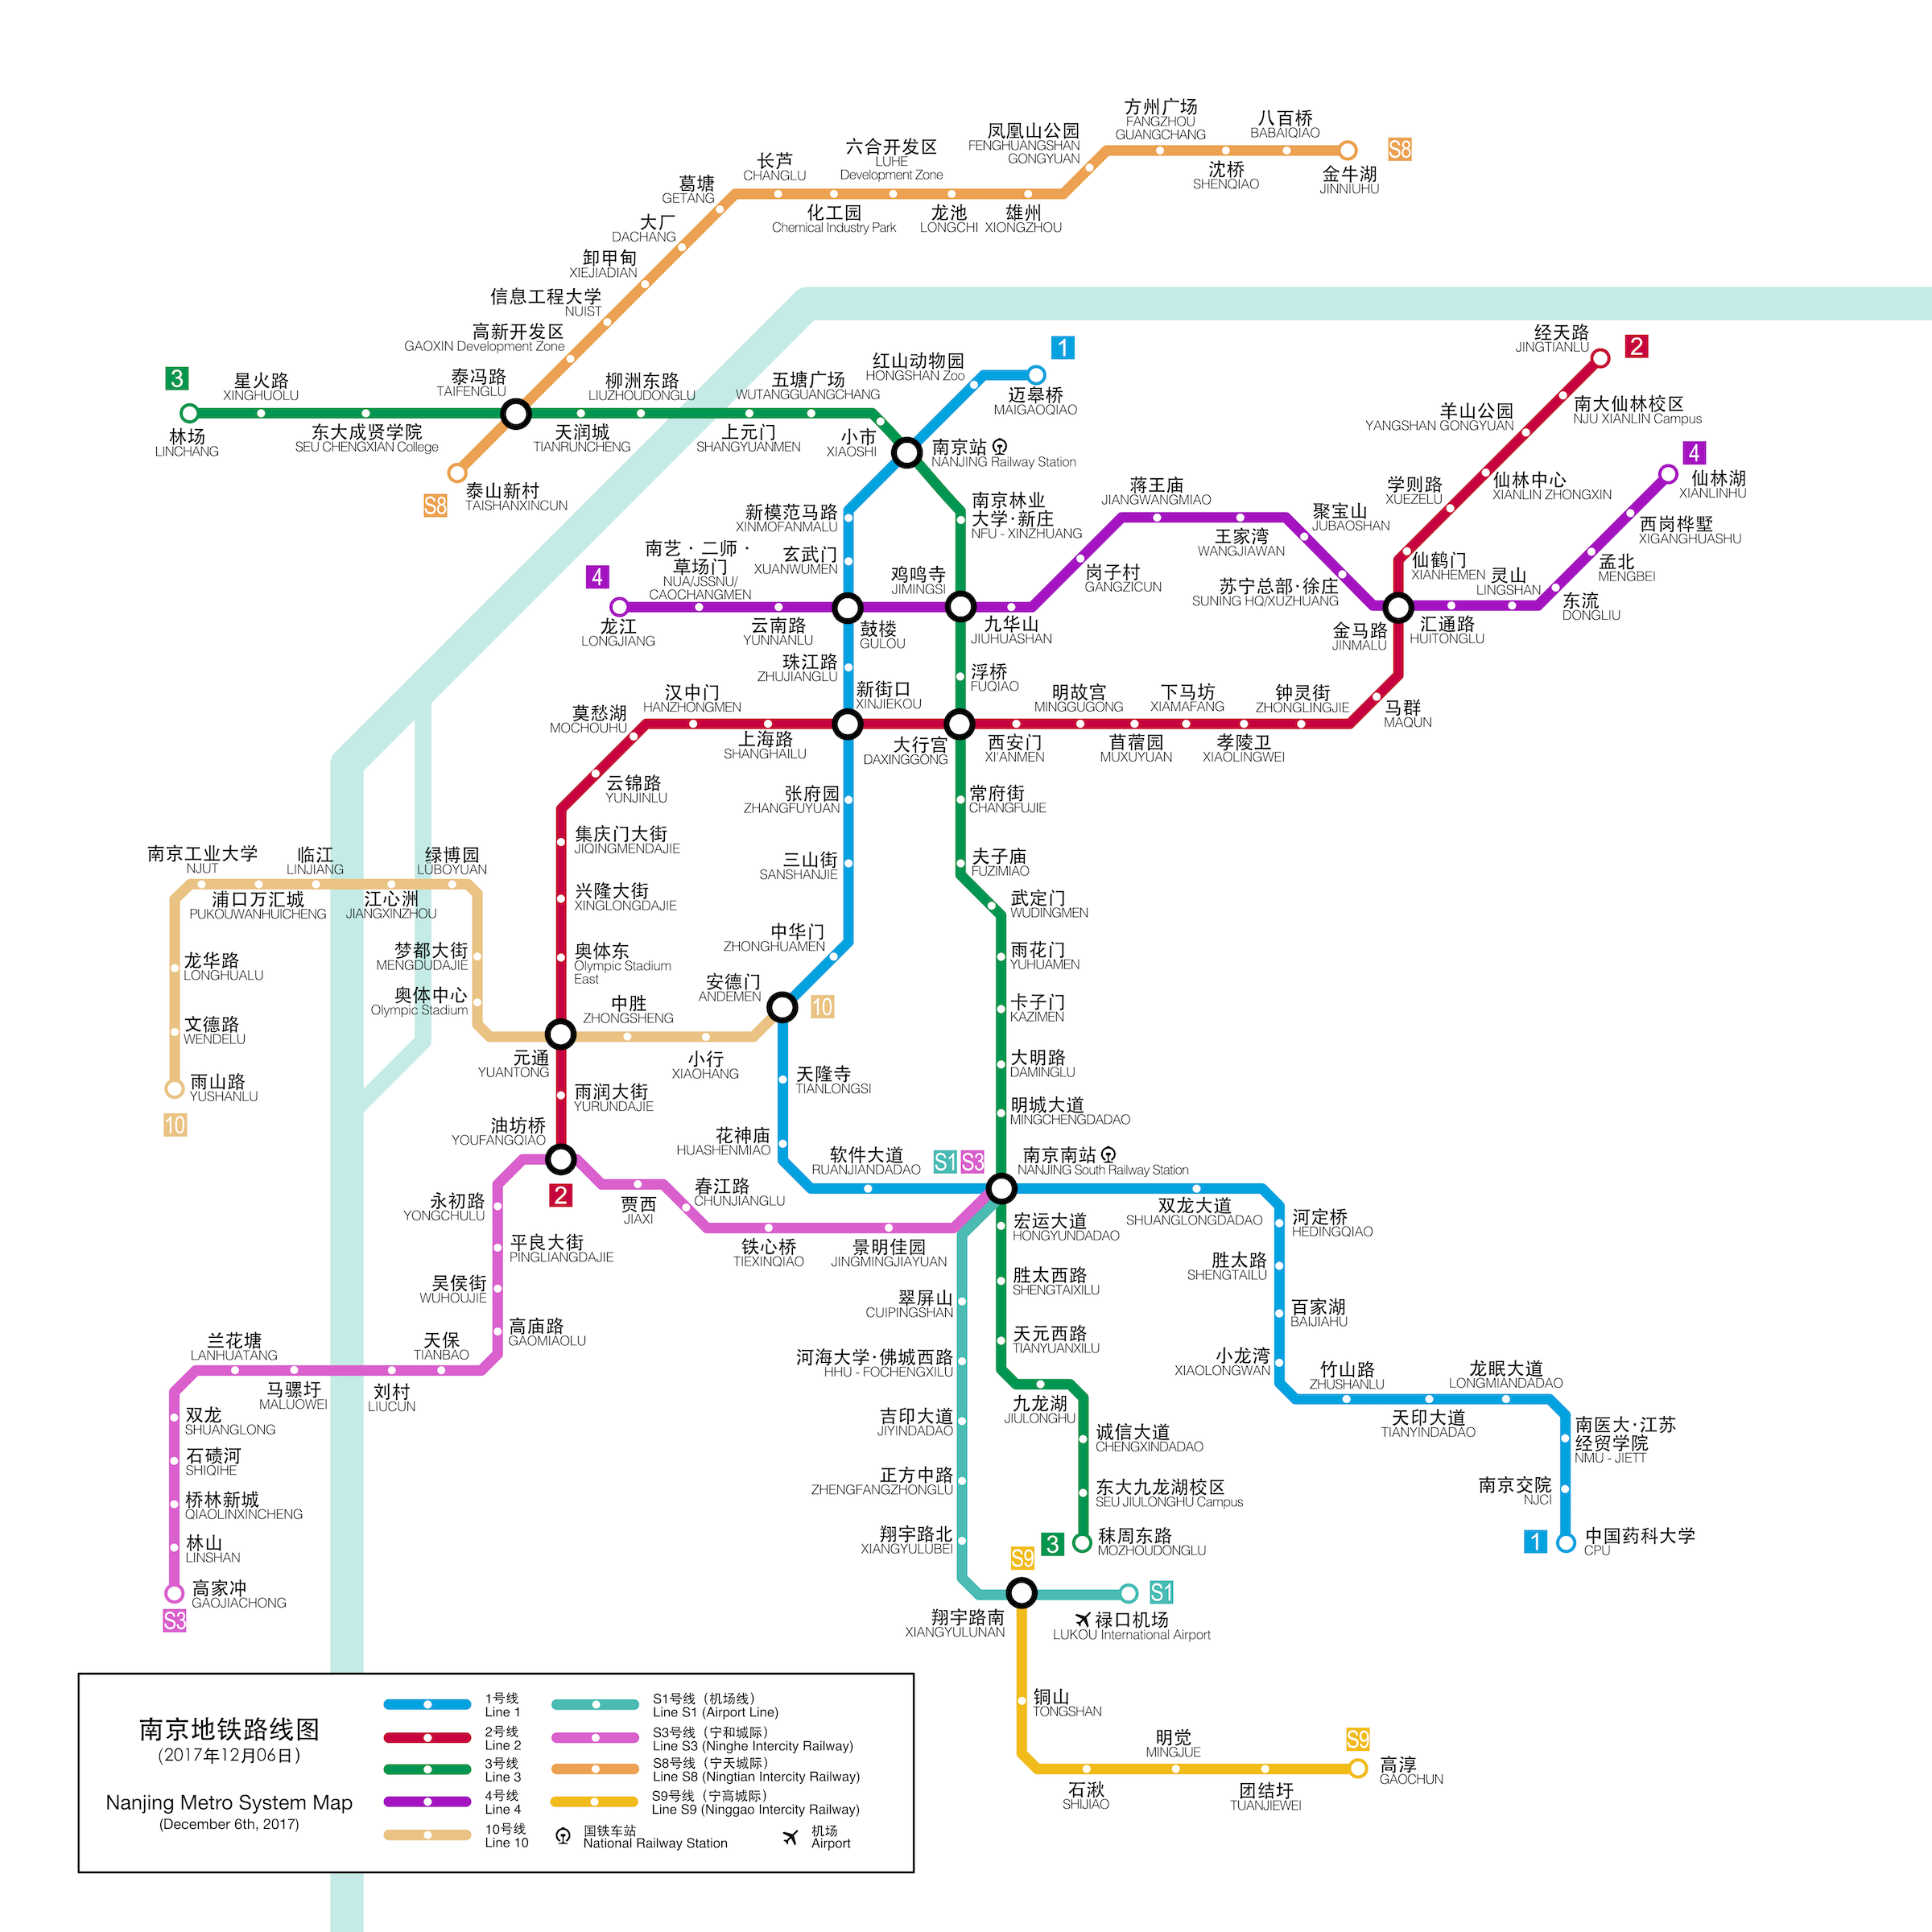 方州广场
FANGZHOU
GUANGCHANG
八百桥
BABAIQIAO
凤凰山公园
FENGHUANGSHAN
GONGYUAN
S8
沈桥
SHENQIAO
金牛湖
JINNIUHU
六合开发区
LUHE
Development Zone
长芦
CHANGLU
葛塘
GETANG
化工园
Chemical Industry Park
龙池
LONGCHI
雄州
XIONGZHOU
大厂
DACHANG
卸甲甸
XIEJIADIAN
信息工程大学
NUIST
高新开发区
GAOXIN Development Zone
泰冯路
TAIFENGLU
S8
泰山新村
TAISHANXINCUN
3
林场
LINCHANG
星火路
XINGHUOLU
东大成贤学院
SEU CHENGXIAN College
天润城
TIANRUNCHENG
柳洲东路
LIUZHOUDONGLU
上元门
SHANGYUANMEN
五塘广场
WUTANGGUANGCHANG
小市
XIAOSHI
红山动物园
HONGSHAN Zoo
1
迈皋桥
MAIGAOQIAO
南京站
NANJING Railway Station
经天路
JINGTIANLU
2
南大仙林校区
NJU XIANLIN Campus
羊山公园
YANGSHAN GONGYUAN
仙林中心
XIANLIN ZHONGXIN
学则路
XUEZELU
仙鹤门
XIANHEMEN
4
仙林湖
XIANLINHU
西岗桦墅
XIGANGHUASHU
孟北
MENGBEI
东流
DONGLIU
灵山
LINGSHAN
汇通路
HUITONGLU
金马路
JINMALU
苏宁总部·徐庄
SUNING HQ/XUZHUANG
聚宝山
JUBAOSHAN
王家湾
WANGJIAWAN
蒋王庙
JIANGWANGMIAO
岗子村
GANGZICUN
九华山
JIUHUASHAN
南京林业
大学·新庄
NFU - XINZHUANG
鸡鸣寺
JIMINGSI
新模范马路
XINMOFANMALU
玄武门
XUANWUMEN
南艺·二师·
草场门
NUA/JSSNU/
CAOCHANGMEN
4
龙江
LONGJIANG
云南路
YUNNANLU
鼓楼
GULOU
珠江路
ZHUJIANGLU
浮桥
FUQIAO
新街口
XINJIEKOU
汉中门
HANZHONGMEN
莫愁湖
MOCHOUHU
上海路
SHANGHAILU
大行宫
DAXINGGONG
西安门
XI'ANMEN
明故宫
MINGGUGONG
苜蓿园
MUXUYUAN
下马坊
XIAMAFANG
孝陵卫
XIAOLINGWEI
钟灵街
ZHONGLINGJIE
马群
MAQUN
云锦路
YUNJINLU
集庆门大街
JIQINGMENDAJIE
兴隆大街
XINGLONGDAJIE
奥体东
Olympic Stadium
East
张府园
ZHANGFUYUAN
三山街
SANSHANJIE
中华门
ZHONGHUAMEN
安德门
ANDEMEN
10
常府街
CHANGFUJIE
夫子庙
FUZIMIAO
武定门
WUDINGMEN
雨花门
YUHUAMEN
卡子门
KAZIMEN
大明路
DAMINGLU
明城大道
MINGCHENGDADAO
南京工业大学
NJUT
临江
LINJIANG
绿博园
LÜBOYUAN
浦口万汇城
PUKOUWANHUICHENG
江心洲
JIANGXINZHOU
龙华路
LONGHUALU
文德路
WENDELU
雨山路
YUSHANLU
10
梦都大街
MENGDUDAJIE
奥体中心
Olympic Stadium
中胜
ZHONGSHENG
元通
YUANTONG
小行
XIAOHANG
雨润大街
YURUNDAJIE
油坊桥
YOUFANGQIAO
2
天隆寺
TIANLONGSI
花神庙
HUASHENMIAO
软件大道
RUANJIANDADAO
S1
S3
南京南站
NANJING South Railway Station
双龙大道
SHUANGLONGDADAO
河定桥
HEDINGQIAO
胜太路
SHENGTAILU
百家湖
BAIJIAHU
小龙湾
XIAOLONGWAN
竹山路
ZHUSHANLU
天印大道
TIANYINDADAO
龙眠大道
LONGMIANDADAO
南医大·江苏
经贸学院
NMU - JIETT
南京交院
NJCI
1
中国药科大学
CPU
永初路
YONGCHULU
平良大街
PINGLIANGDAJIE
吴侯街
WUHOUJIE
高庙路
GAOMIAOLU
贾西
JIAXI
春江路
CHUNJIANGLU
铁心桥
TIEXINQIAO
景明佳园
JINGMINGJIAYUAN
兰花塘
LANHUATANG
马骡圩
MALUOWEI
刘村
LIUCUN
天保
TIANBAO
双龙
SHUANGLONG
石碛河
SHIQIHE
桥林新城
QIAOLINXINCHENG
林山
LINSHAN
高家冲
GAOJIACHONG
S3
宏运大道
HONGYUNDADAO
胜太西路
SHENGTAIXILU
天元西路
TIANYUANXILU
九龙湖
JIULONGHU
诚信大道
CHENGXINDADAO
东大九龙湖校区
SEU JIULONGHU Campus
3
秣周东路
MOZHOUDONGLU
翠屏山
CUIPINGSHAN
河海大学·佛城西路
HHU - FOCHENGXILU
吉印大道
JIYINDADAO
正方中路
ZHENGFANGZHONGLU
翔宇路北
XIANGYULUBEI
S9
翔宇路南
XIANGYULUNAN
S1
禄口机场
LUKOU International Airport
铜山
TONGSHAN
石湫
SHIJIAO
明觉
MINGJUE
团结圩
TUANJIEWEI
S9
高淳
GAOCHUN
南京地铁路线图
(2017年12月06日)
Nanjing Metro System Map
(December 6th, 2017)
1号线
Line 1
2号线
Line 2
3号线
Line 3
4号线
Line 4
10号线
Line 10
S1号线（机场线）
Line S1 (Airport Line)
S3号线（宁和城际）
Line S3 (Ninghe Intercity Railway)
S8号线（宁天城际）
Line S8 (Ningtian Intercity Railway)
S9号线（宁高城际）
Line S9 (Ninggao Intercity Railway)
国铁车站
National Railway Station
机场
Airport